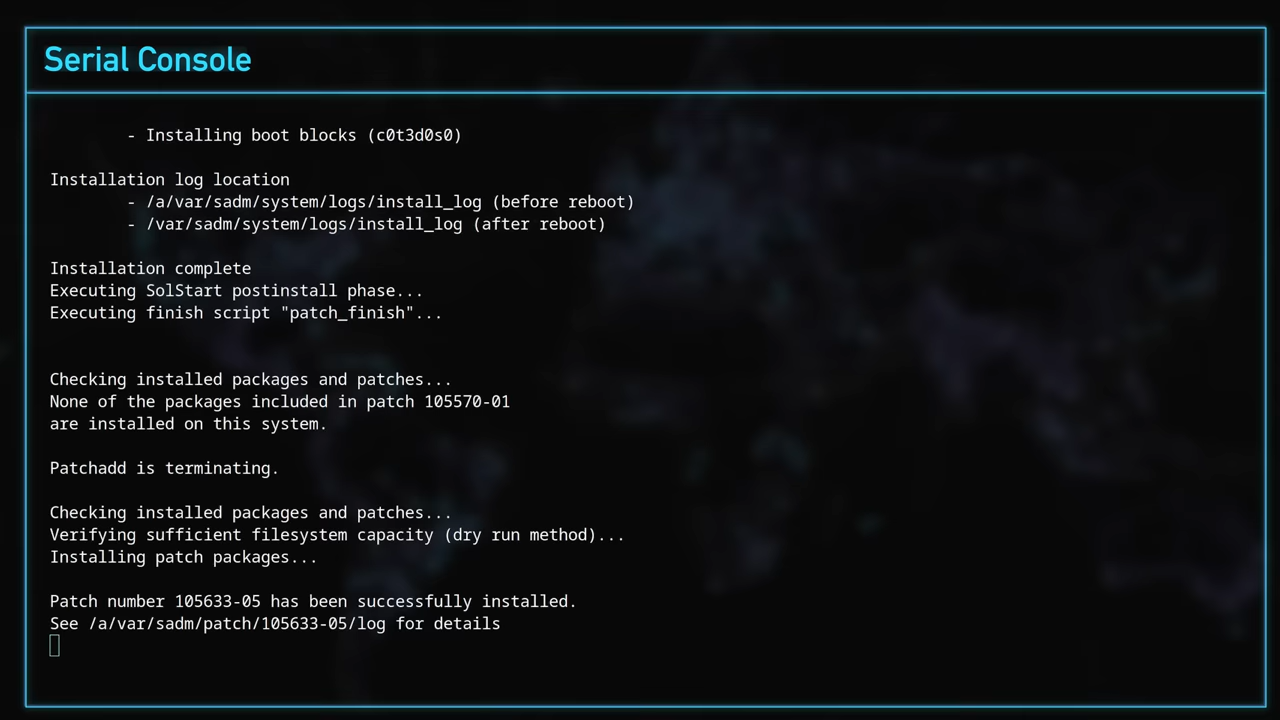 Serial Console
- Installing boot blocks (c0t3d0s0)
Installation log location
- /a/var/sadm/system/logs/install_log (before reboot)
- /var/sadm/system/logs/install_log (after reboot)
Installation complete
Executing SolStart postinstall phase...
Executing finish script "patch_finish"...
Checking installed packages and patches...
None of the packages included in patch 105570-01
are installed on this system.
Patchadd is terminating.
Checking installed packages and patches...
Verifying sufficient filesystem capacity (dry run method)...
Installing patch packages...
Patch number 105633-05 has been successfully installed.
See /a/var/sadm/patch/105633-05/log for details